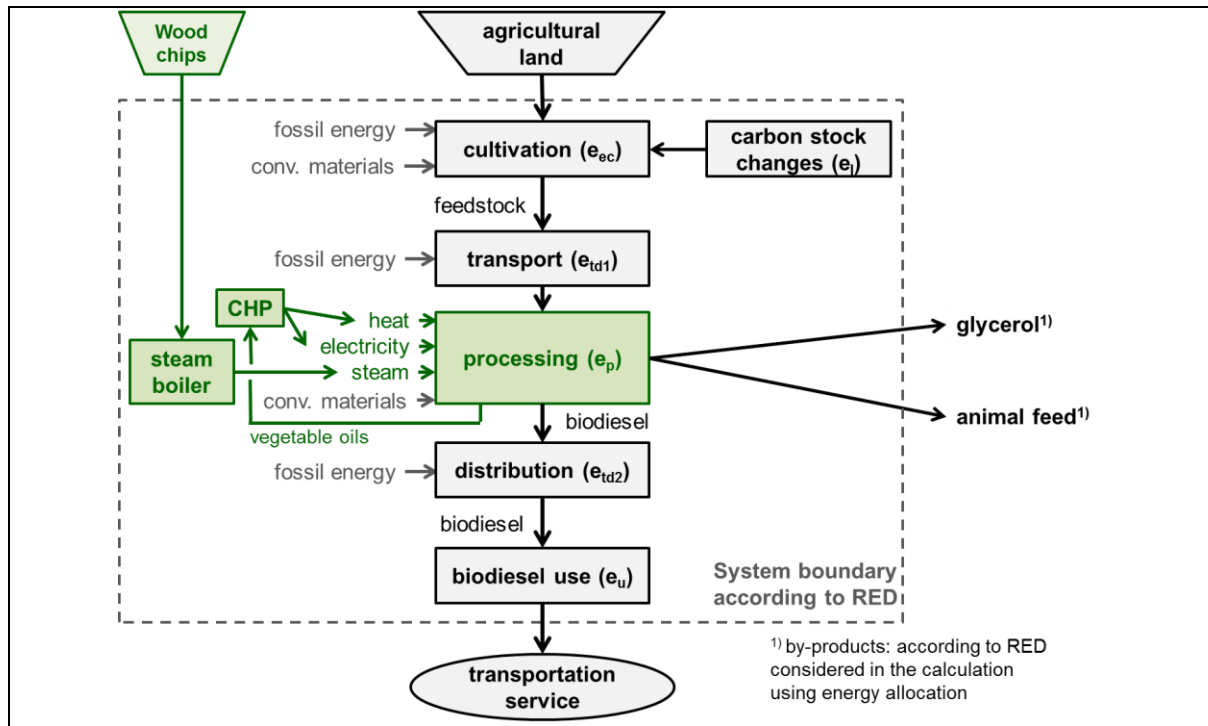 Wood
chips
agricultural
land
fossil energy
conv. materials
cultivation (eec)
carbon stock
changes (el)
feedstock
fossil energy
transport (etd1)
CHP
heat
electricity
steam
conv. materials
steam
boiler
processing (ep)
glycerol1)
animal feed1)
vegetable oils
biodiesel
fossil energy
distribution (etd2)
biodiesel
biodiesel use (eu)
System boundary
according to RED
transportation
service
1) by-products: according to RED
considered in the calculation
using energy allocation